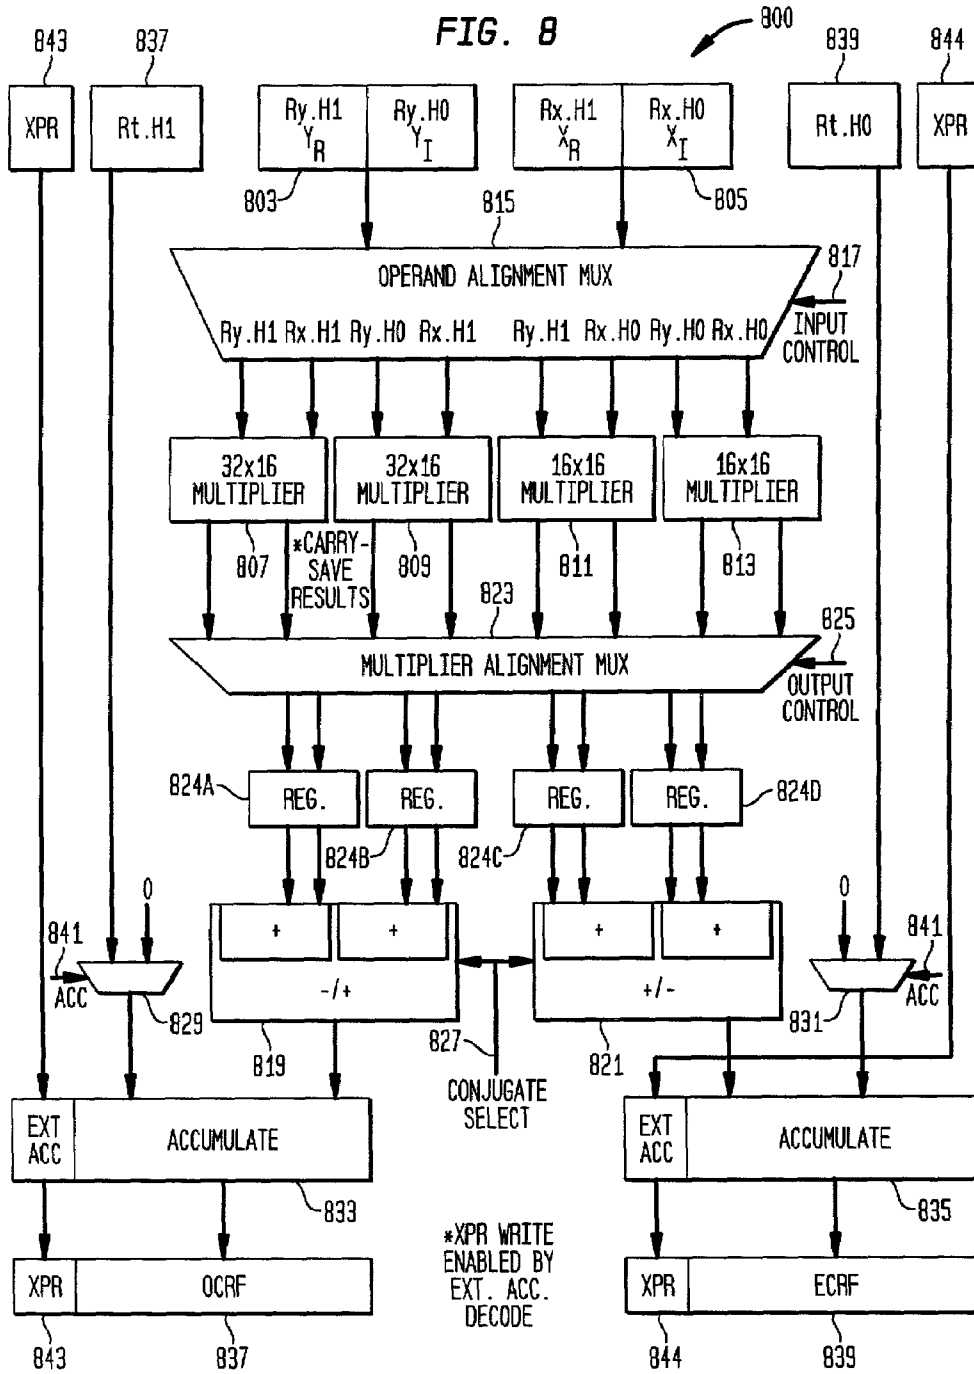 FIG. 8
800
843
837
839
844
XPR
Rt.H1
Ry.H1
YR
Ry.H0
YI
Rx.H1
XR
Rx.H0
XI
Rt.H0
XPR
803
815
805
817
OPERAND ALIGNMENT MUX
INPUT
CONTROL
Ry.H1 Rx.H1 Ry.H0 Rx.H1 Ry.H1 Rx.H0 Ry.H0 Rx.H0
32x16
MULTIPLIER
32x16
MULTIPLIER
16x16
MULTIPLIER
16x16
MULTIPLIER
807
*CARRY-
SAVE
RESULTS
809
811
813
823
825
MULTIPLIER ALIGNMENT MUX
OUTPUT
CONTROL
824A
REG.
REG.
REG.
REG.
824D
824B
824C
0
0
841
ACC
829
+
+
-/+
+
+
+/-
841
ACC
831
819
827
821
CONJUGATE
SELECT
EXT
ACC
ACCUMULATE
EXT
ACC
ACCUMULATE
833
835
*XPR WRITE
ENABLED BY
EXT. ACC.
DECODE
XPR
OCRF
XPR
ECRF
843
837
844
839